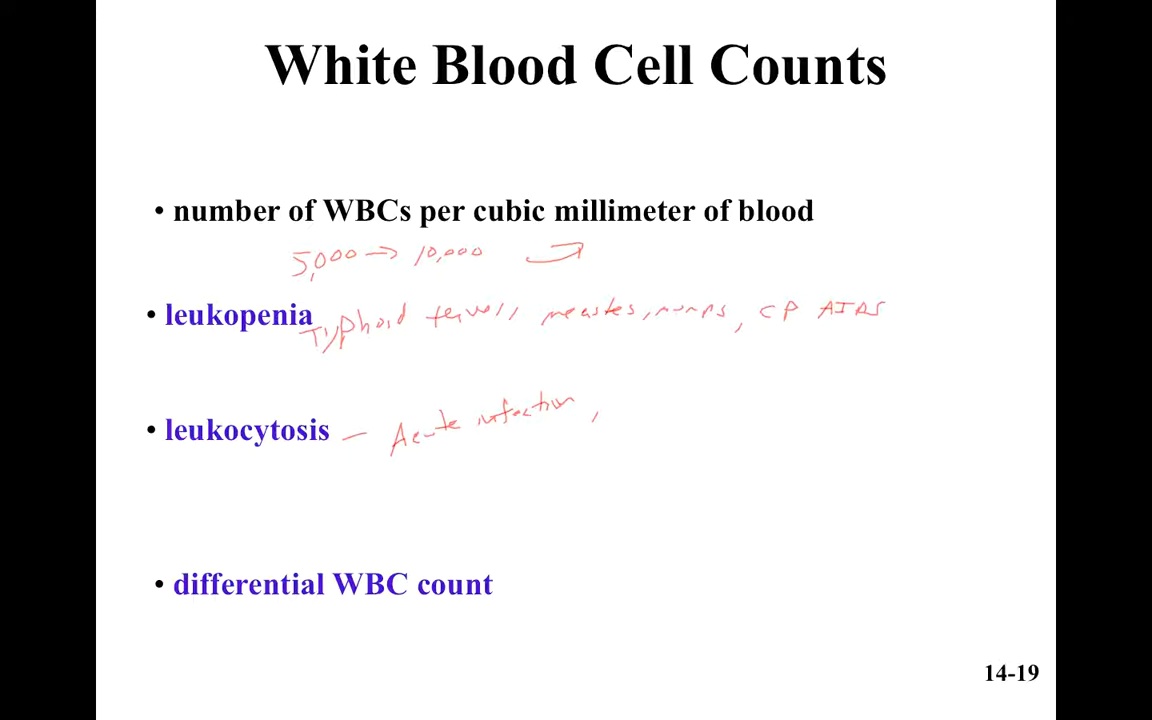 White Blood Cell Counts
• number of WBCs per cubic millimeter of blood
5,000 → 10,000
• leukopenia Typhoid fever, measles, mumps, CP AIDS
• leukocytosis — Acute infection,
• differential WBC count
14-19